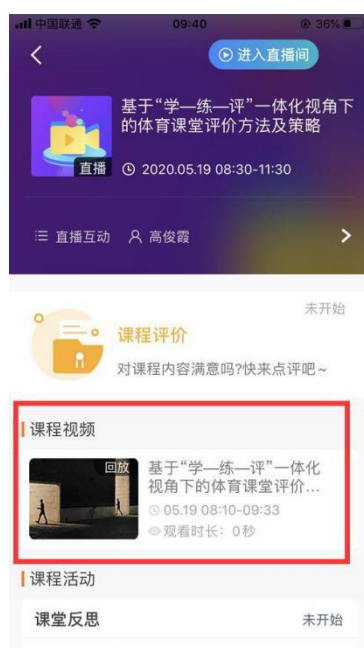 中国联通 09:40 36%
进入直播间
基于“学—练—评”一体化视角下
的体育课堂评价方法及策略
直播
2020.05.19 08:30-11:30
直播互动 高俊霞
未开始
课程评价
对课程内容满意吗?快来点评吧~
课程视频
回放
基于“学—练—评”一体化
视角下的体育课堂评价...
05.19 08:10-09:33
观看时长：0秒
课程活动
课堂反思 未开始